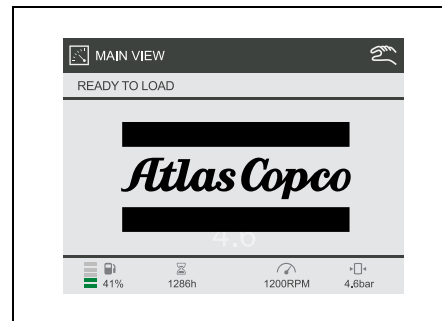 MAIN VIEW
READY TO LOAD
Atlas Copco
4.6
41% 1286h 1200RPM 4.6bar